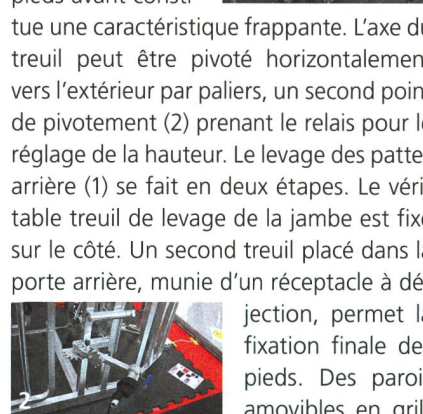 pieds avant consti-
tue une caractéristique frappante. L’axe du
treuil peut être pivoté horizontalemen
vers l’extérieur par paliers, un second poin
de pivotement (2) prenant le relais pour le
réglage de la hauteur. Le levage des patte
arrière (1) se fait en deux étapes. Le véri
table treuil de levage de la jambe est fixe
sur le côté. Un second treuil placé dans la
porte arrière, munie d’un réceptacle à dé
jection, permet la
fixation finale de
pieds. Des paroi
amovibles en gril
2